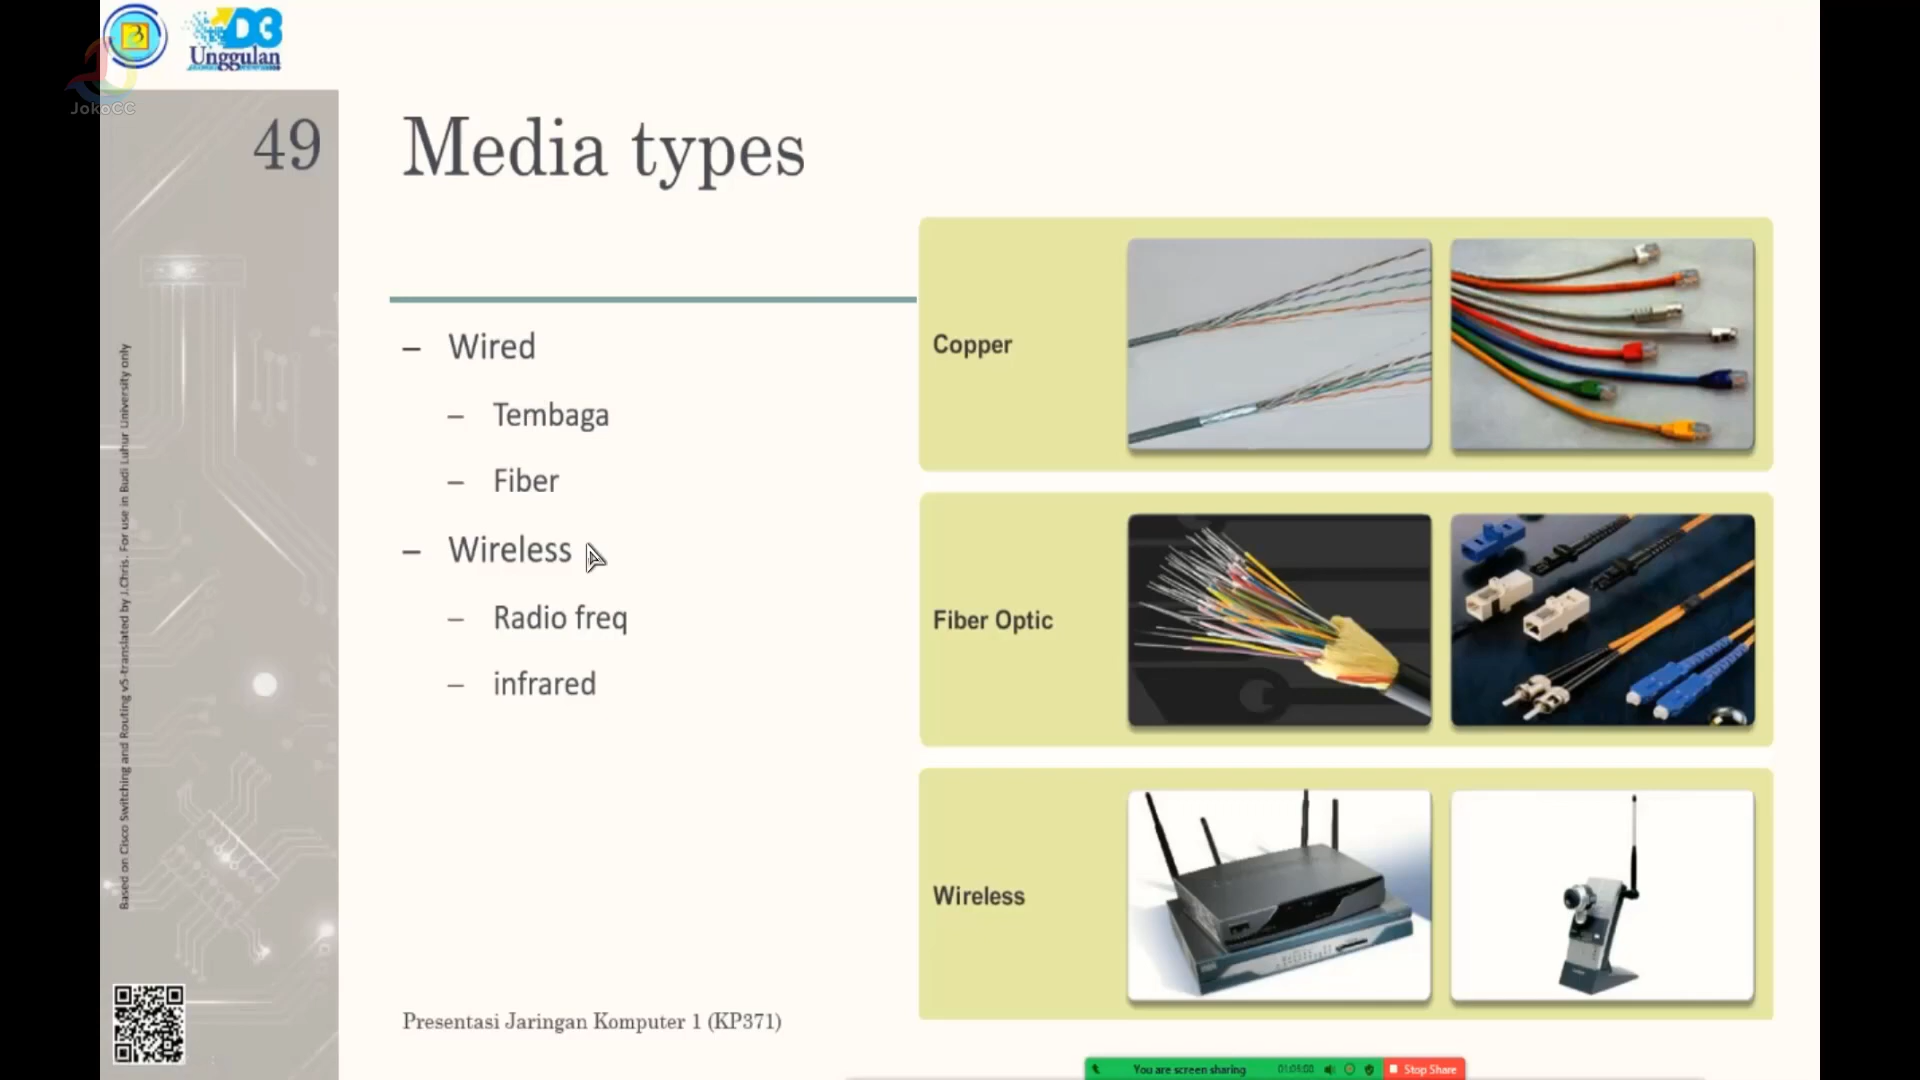 D3
Unggulan
JokoCC
49
Media types
– Wired
– Tembaga
– Fiber
– Wireless
– Radio freq
– infrared
Copper
Fiber Optic
Wireless
Based on Cisco Switching and Routing v5-translated by J.Chris. For use in Budi Luhur University only
Presentasi Jaringan Komputer 1 (KP371)
You are screen sharing
Stop Share